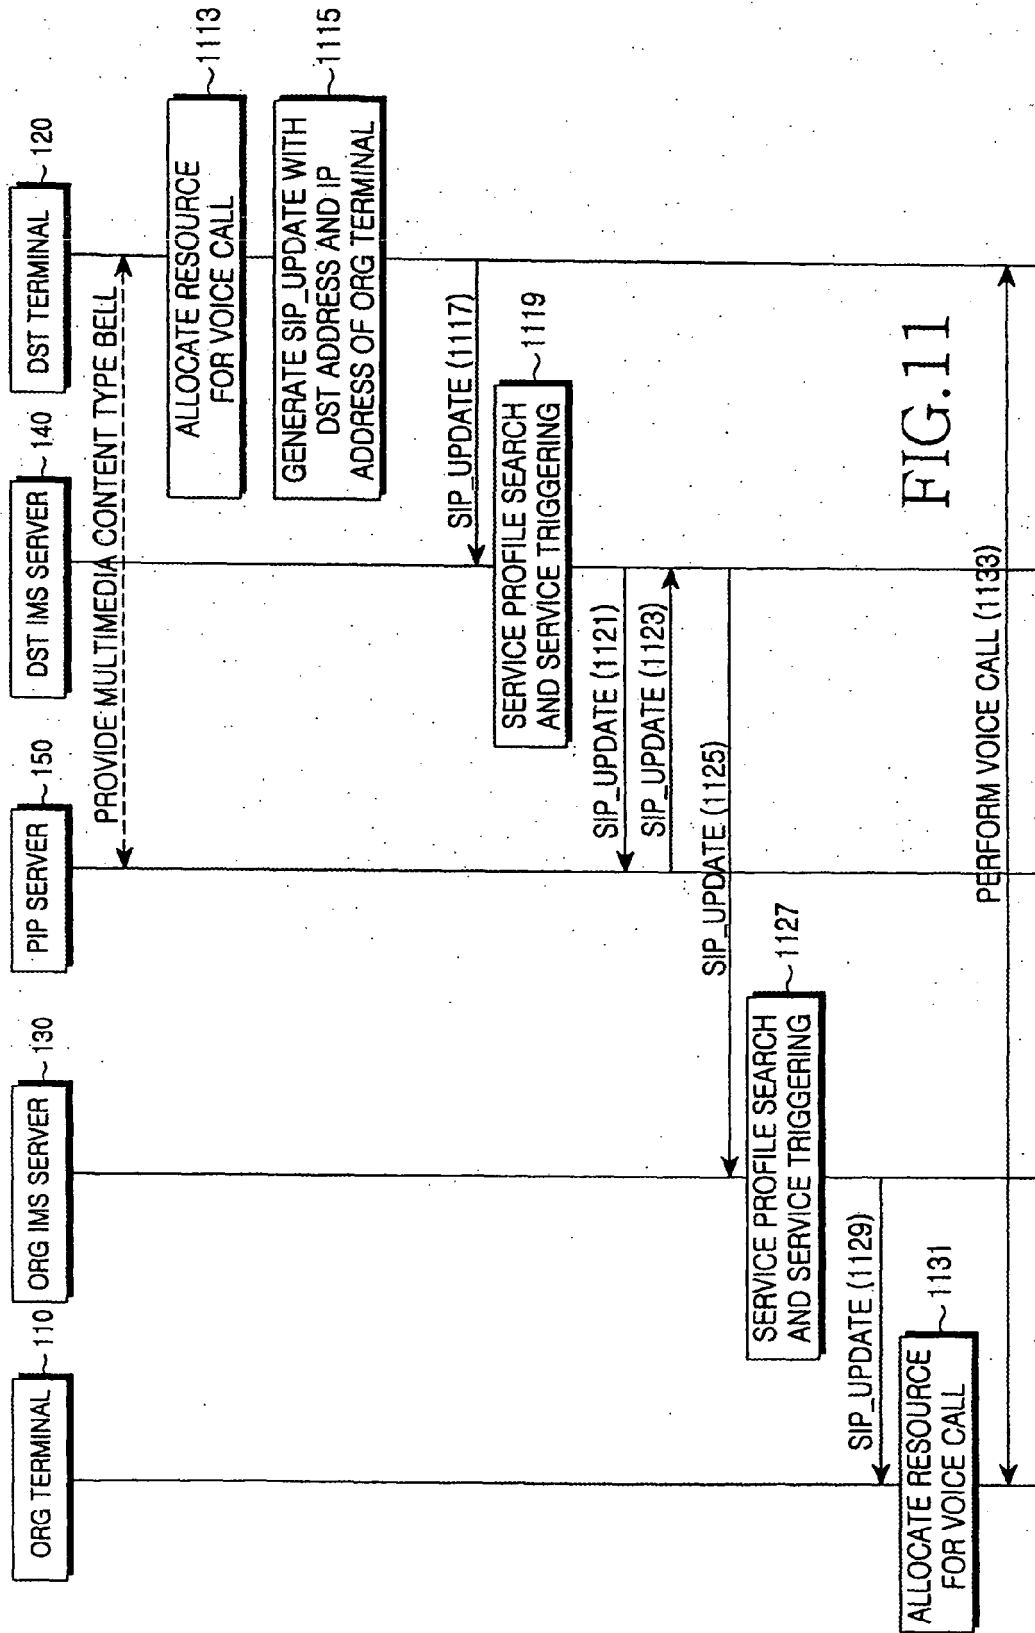 ORG TERMINAL
110
ORG IMS SERVER
130
PIP SERVER
150
DST IMS SERVER
140
DST TERMINAL
120
PROVIDE MULTIMEDIA CONTENT TYPE BELL
ALLOCATE RESOURCE
FOR VOICE CALL
1113
GENERATE SIP_UPDATE WITH
DST ADDRESS AND IP
ADDRESS OF ORG TERMINAL
1115
SIP_UPDATE (1117)
SERVICE PROFILE SEARCH
AND SERVICE TRIGGERING
1119
SIP_UPDATE (1121)
SIP_UPDATE (1123)
SIP_UPDATE (1125)
SERVICE PROFILE SEARCH
AND SERVICE TRIGGERING
1127
SIP_UPDATE (1129)
ALLOCATE RESOURCE
FOR VOICE CALL
1131
PERFORM VOICE CALL (1133)
FIG.11